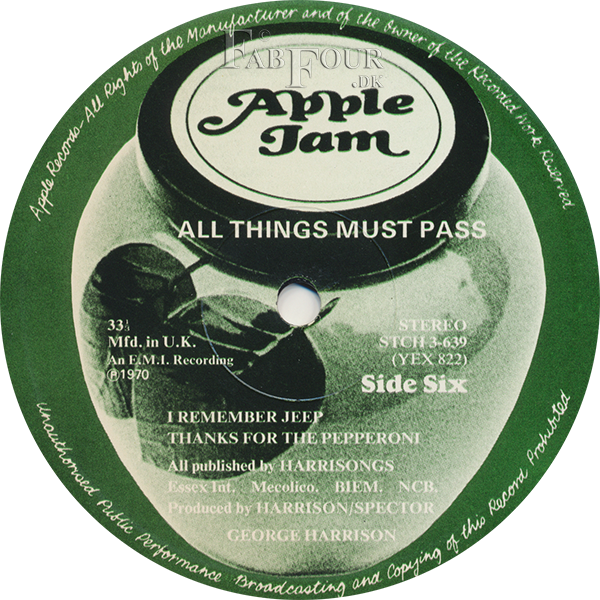 Apple Records-All Rights of the Manufacturer and of the Owner of the Recorded Work Reserved
FABFOUR
.DK
Apple
Jam
ALL THINGS MUST PASS
33⅓
Mfd. in U.K.
An E.M.I. Recording
℗1970
STEREO
STCH 3-639
(YEX 822)
Side Six
I REMEMBER JEEP
THANKS FOR THE PEPPERONI
All published by HARRISONGS
Essex Int. Mecolico. BIEM. NCB.
Produced by HARRISON/SPECTOR
GEORGE HARRISON
Unauthorised Public Performance Broadcasting and Copying of this Record Prohibited